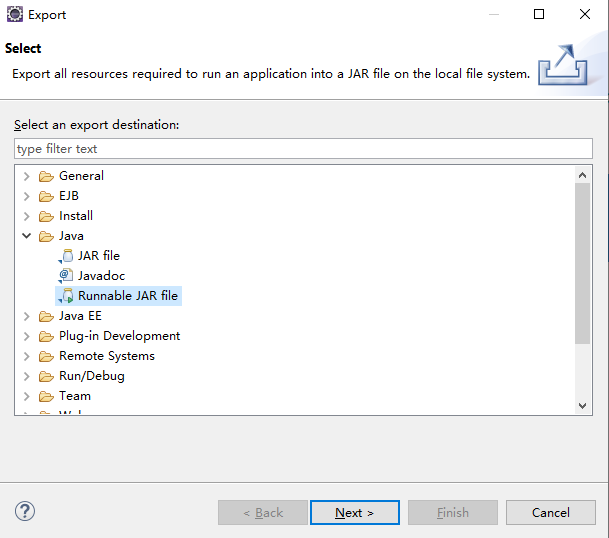 Export
Select
Export all resources required to run an application into a JAR file on the local file system.
Select an export destination:
type filter text
General
EJB
Install
Java
JAR file
Javadoc
Runnable JAR file
Java EE
Plug-in Development
Remote Systems
Run/Debug
Team
< Back
Next >
Finish
Cancel